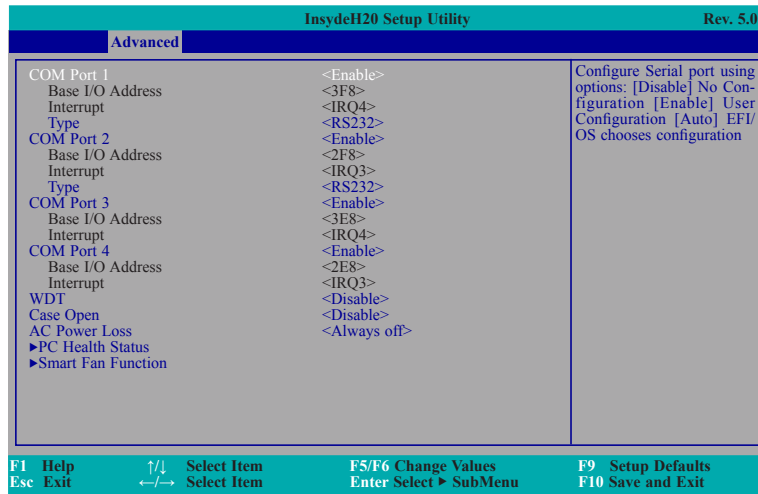 InsydeH20 Setup Utility Rev. 5.0
Advanced
COM Port 1 <Enable>
Base I/O Address <3F8>
Interrupt <IRQ4>
Type <RS232>
COM Port 2 <Enable>
Base I/O Address <2F8>
Interrupt <IRQ3>
Type <RS232>
COM Port 3 <Enable>
Base I/O Address <3E8>
Interrupt <IRQ4>
COM Port 4 <Enable>
Base I/O Address <2E8>
Interrupt <IRQ3>
WDT <Disable>
Case Open <Disable>
AC Power Loss <Always off>
►PC Health Status
►Smart Fan Function
Configure Serial port using
options: [Disable] No Con-
figuration [Enable] User
Configuration [Auto] EFI/
OS chooses configuration
F1 Help ↑/↓ Select Item F5/F6 Change Values F9 Setup Defaults
Esc Exit ←/→ Select Item Enter Select ► SubMenu F10 Save and Exit